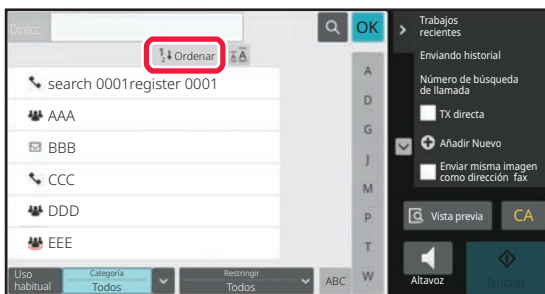 Direcc.
OK
Ordenar
search 0001register 0001
AAA
BBB
CCC
DDD
EEE
A
D
G
J
M
P
T
W
Uso
habitual
Categoría
Todos
Restringir
Todos
ABC
Trabajos
recientes
Enviando historial
Número de búsqueda
de llamada
TX directa
Añadir Nuevo
Enviar misma imagen
como dirección fax
Vista previa
CA
Altavoz
Iniciar